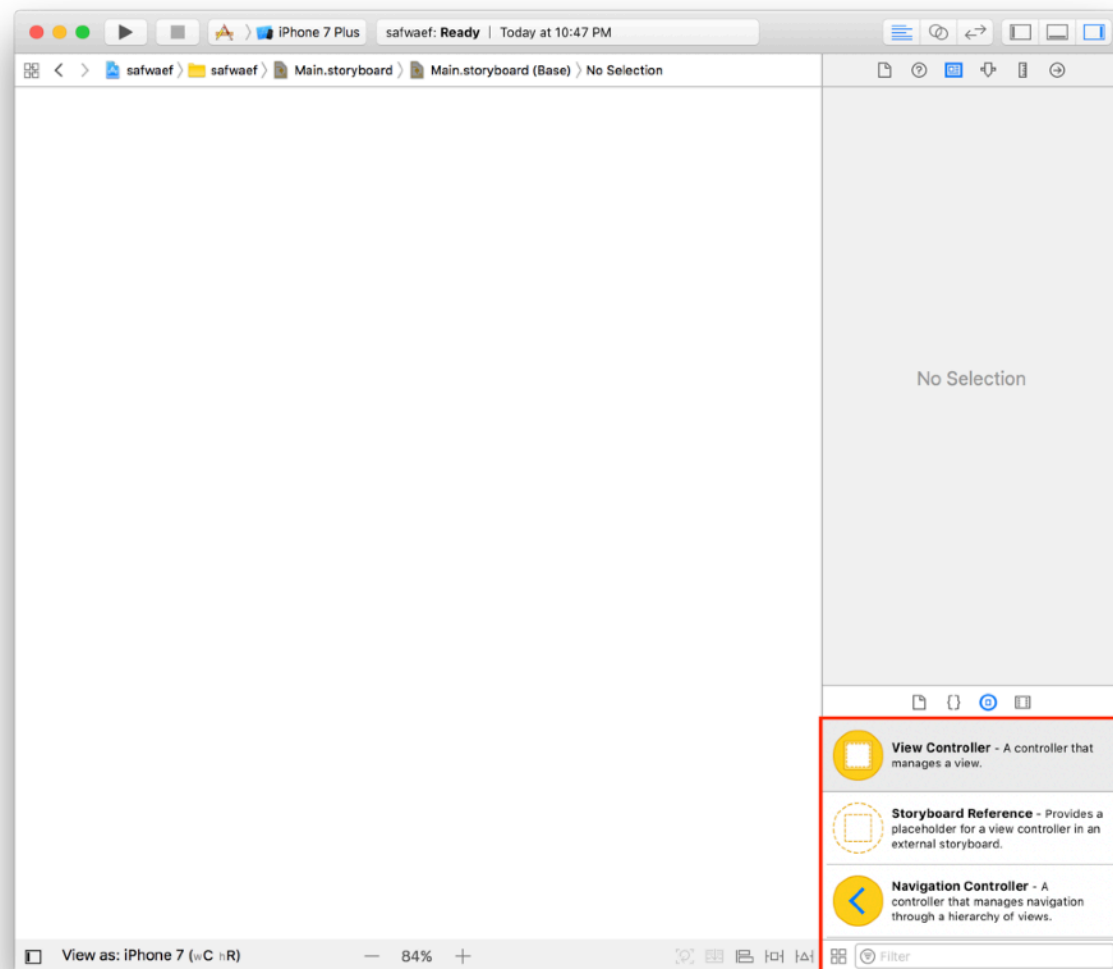 iPhone 7 Plus
safwaef: Ready | Today at 10:47 PM
safwaef 〉 safwaef 〉 Main.storyboard 〉 Main.storyboard (Base) 〉 No Selection
No Selection
View Controller - A controller that
manages a view.
Storyboard Reference - Provides a
placeholder for a view controller in an
external storyboard.
Navigation Controller - A
controller that manages navigation
through a hierarchy of views.
View as: iPhone 7 (wC hR)
— 84% +
Filter